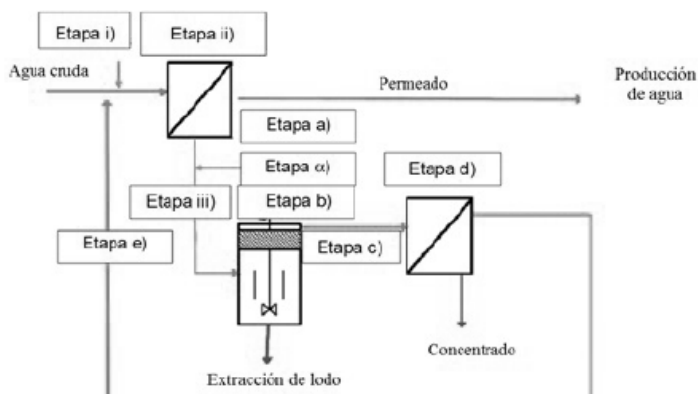 Etapa i)
Etapa ii)
Agua cruda
Permeado
Producción
de agua
Etapa a)
Etapa α)
Etapa d)
Etapa iii)
Etapa b)
Etapa e)
Etapa c)
Concentrado
Extracción de lodo